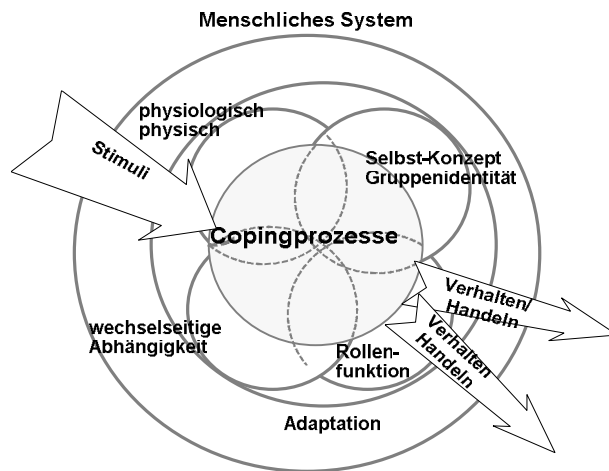 Menschliches System
physiologisch
physisch
Stimuli
Selbst-Konzept
Gruppenidentität
Copingprozesse
Verhalten/
Handeln
Verhalten
Handeln
wechselseitige
Abhängigkeit
Rollen-
funktion
Adaptation